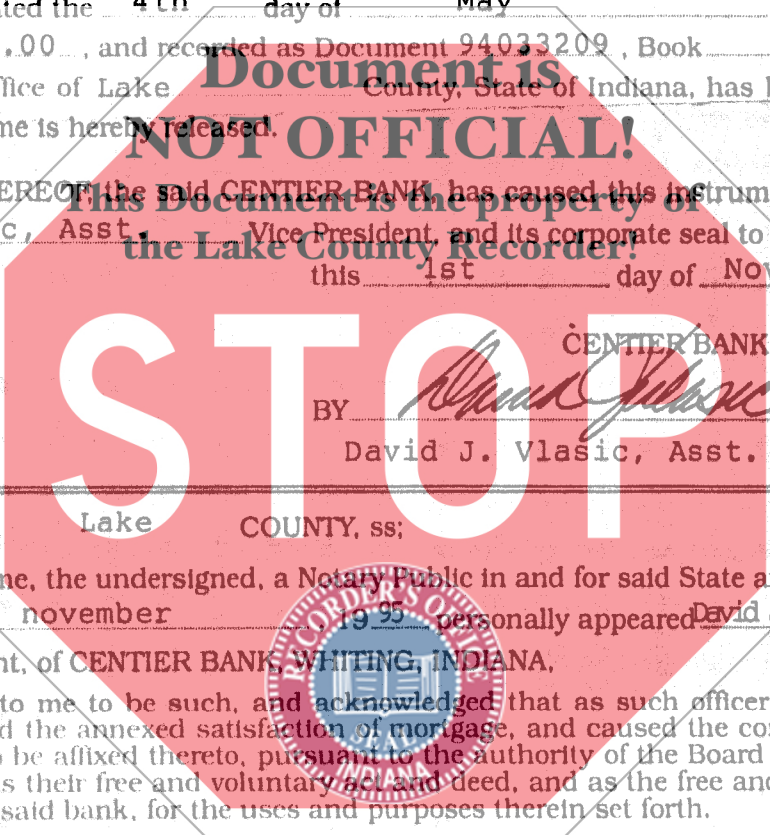 ted the 4th day of May
.00 , and recorded as Document 94033209 , Book
Document is
ffice of Lake County, State of Indiana, has
me is hereby released.
NOT OFFICIAL!
EREOF, the said CENTIER BANK, has caused this instrum
This Document is the property of
c, Asst. Vice President, and its corporate seal to
the Lake County Recorder!
this 1st day of Nov
STOP
CENTIER BANK
BY David J Vlasic
David J. Vlasic, Asst.
Lake COUNTY, ss;
me, the undersigned, a Notary Public in and for said State a
november , 19 95 personally appeared David
nt, of CENTIER BANK, WHITING, INDIANA,
to me to be such, and acknowledged that as such officer
d the annexed satisfaction of mortgage, and caused the co
o be affixed thereto, pursuant to the authority of the Board
s their free and voluntary act and deed, and as the free and
said bank, for the uses and purposes therein set forth.
RECORDER'S OFFICE
SEAL
INDIANA